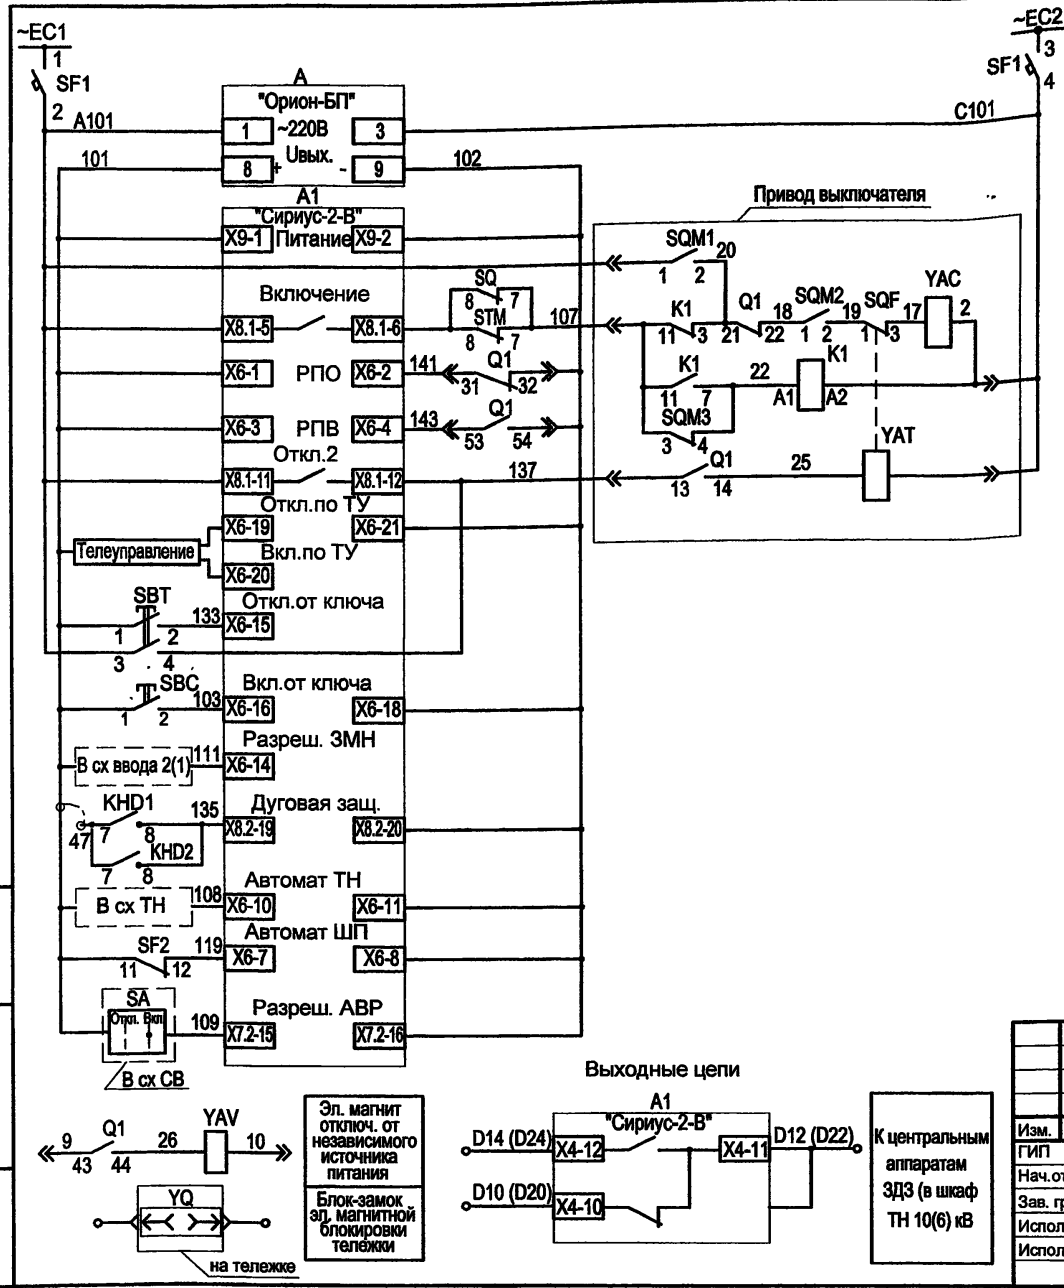 ~EC1
~EC2
1
3
SF1
SF1
2
4
A
"Орион-БП"
A101
1 ~220В 3
C101
101
8 + Uвых. - 9
102
A1
"Сириус-2-В"
Привод выключателя
X9-1 Питание X9-2
SQM1
1 2 20
SQ
8 7
Включение
STM
X8.1-5 X8.1-6
8 7
107
K1
11 3
Q1
21 22
18
SQM2
1 2
19
SQF
1 3
17
YAC
2
X6-1 РПО X6-2
141
Q1
31 32
K1
11 7
22
K1
A1 A2
X6-3 РПВ X6-4
143
Q1
53 54
SQM3
3 4
YAT
Откл.2
X8.1-11 X8.1-12
137
Q1
13 14
25
Откл.по ТУ
X6-19 X6-21
Телеуправление
Вкл.по ТУ
X6-20
SBT
Откл.от ключа
1 2
133
X6-15
3 4
SBC
Вкл.от ключа
1 2
103
X6-16 X6-18
Разреш. ЗМН
В сх ввода 2(1)
111
X6-14
KHD1
Дуговая защ.
47
7 8
135
X8.2-19 X8.2-20
KHD2
7 8
Автомат ТН
В сх ТН
108
X6-10 X6-11
Автомат ШП
SF2
11 12
119
X6-7 X6-8
SA
Откл. Вкл
Разреш. АВР
109
X7.2-15 X7.2-16
В сх СВ
Выходные цепи
9
Q1
43 44
26
YAV
10
Эл. магнит
отключ. от
независимого
источника
питания
YQ
Блок-замок
эл. магнитной
блокировки
тележки
на тележке
A1
"Сириус-2-В"
D14 (D24)
X4-12 X4-11
D12 (D22)
D10 (D20)
X4-10
К центральным
аппаратам
ЗДЗ (в шкаф
ТН 10(6) кВ
Изм.
ГИП